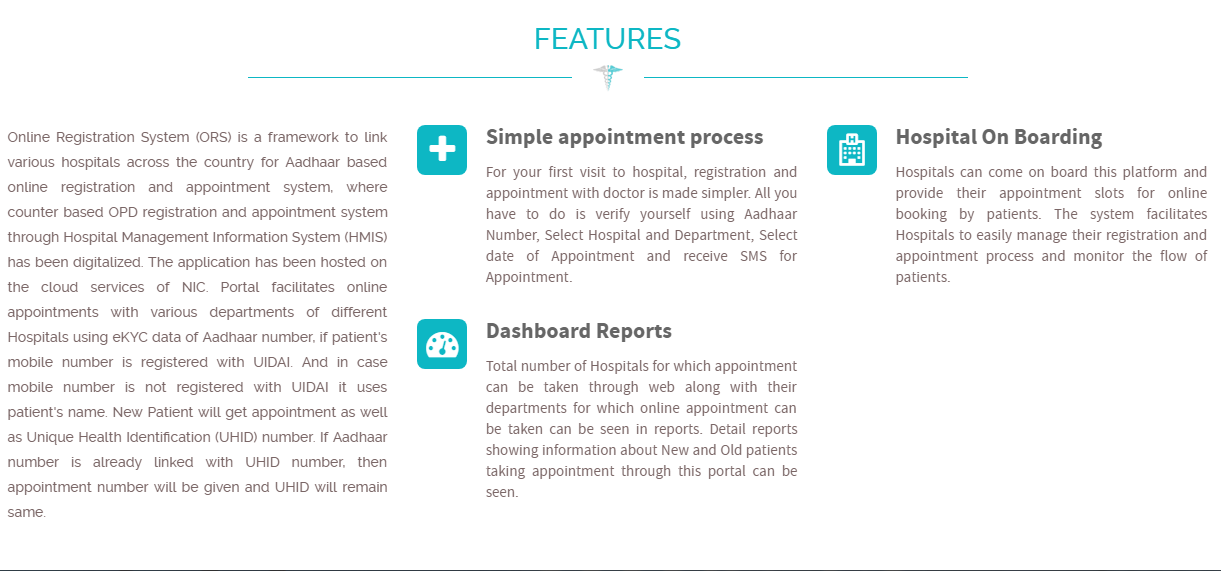 FEATURES
Online Registration System (ORS) is a framework to link
various hospitals across the country for Aadhaar based
online registration and appointment system, where
counter based OPD registration and appointment system
through Hospital Management Information System (HMIS)
has been digitalized. The application has been hosted on
the cloud services of NIC. Portal facilitates online
appointments with various departments of different
Hospitals using eKYC data of Aadhaar number, if patient's
mobile number is registered with UIDAI. And in case
mobile number is not registered with UIDAI it uses
patient's name. New Patient will get appointment as well
as Unique Health Identification (UHID) number. If Aadhaar
number is already linked with UHID number, then
appointment number will be given and UHID will remain
same.
Simple appointment process
For your first visit to hospital, registration and
appointment with doctor is made simpler. All you
have to do is verify yourself using Aadhaar
Number, Select Hospital and Department, Select
date of Appointment and receive SMS for
Appointment.
Dashboard Reports
Total number of Hospitals for which appointment
can be taken through web along with their
departments for which online appointment can
be taken can be seen in reports. Detail reports
showing information about New and Old patients
taking appointment through this portal can be
seen.
Hospital On Boarding
Hospitals can come on board this platform and
provide their appointment slots for online
booking by patients. The system facilitates
Hospitals to easily manage their registration and
appointment process and monitor the flow of
patients.